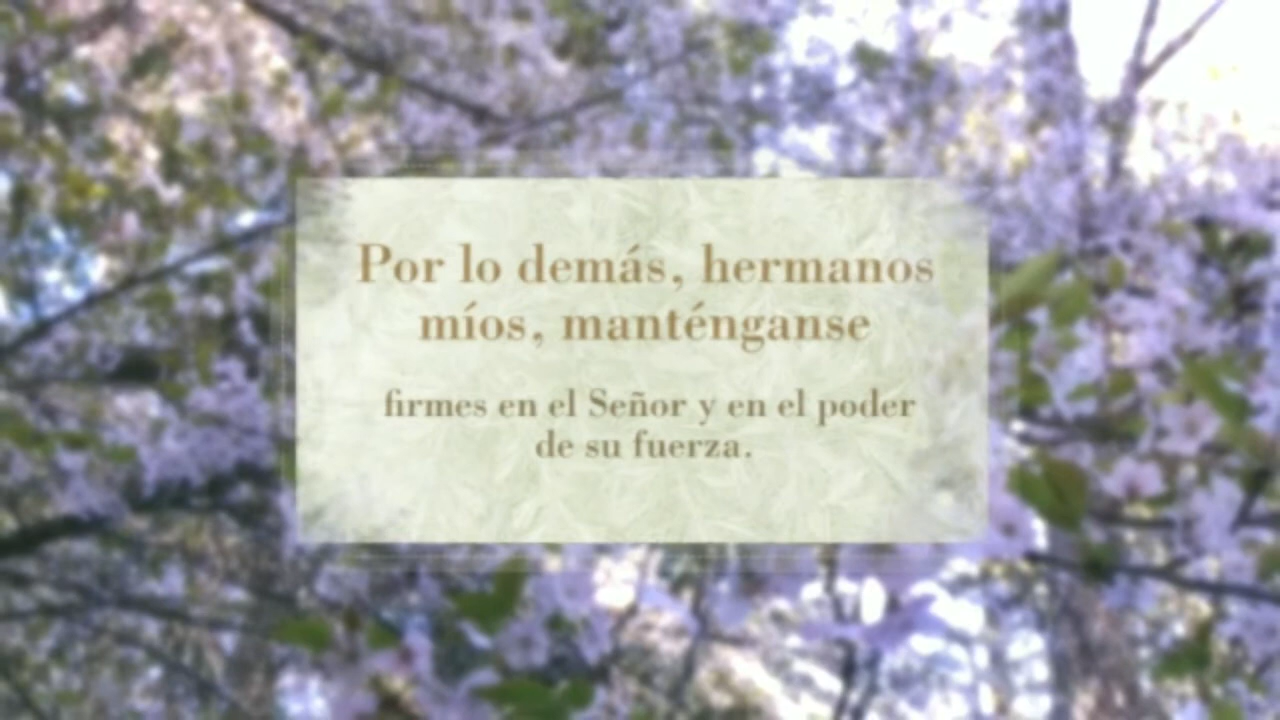 Por lo demás, hermanos
míos, manténganse
firmes en el Señor y en el poder
de su fuerza.